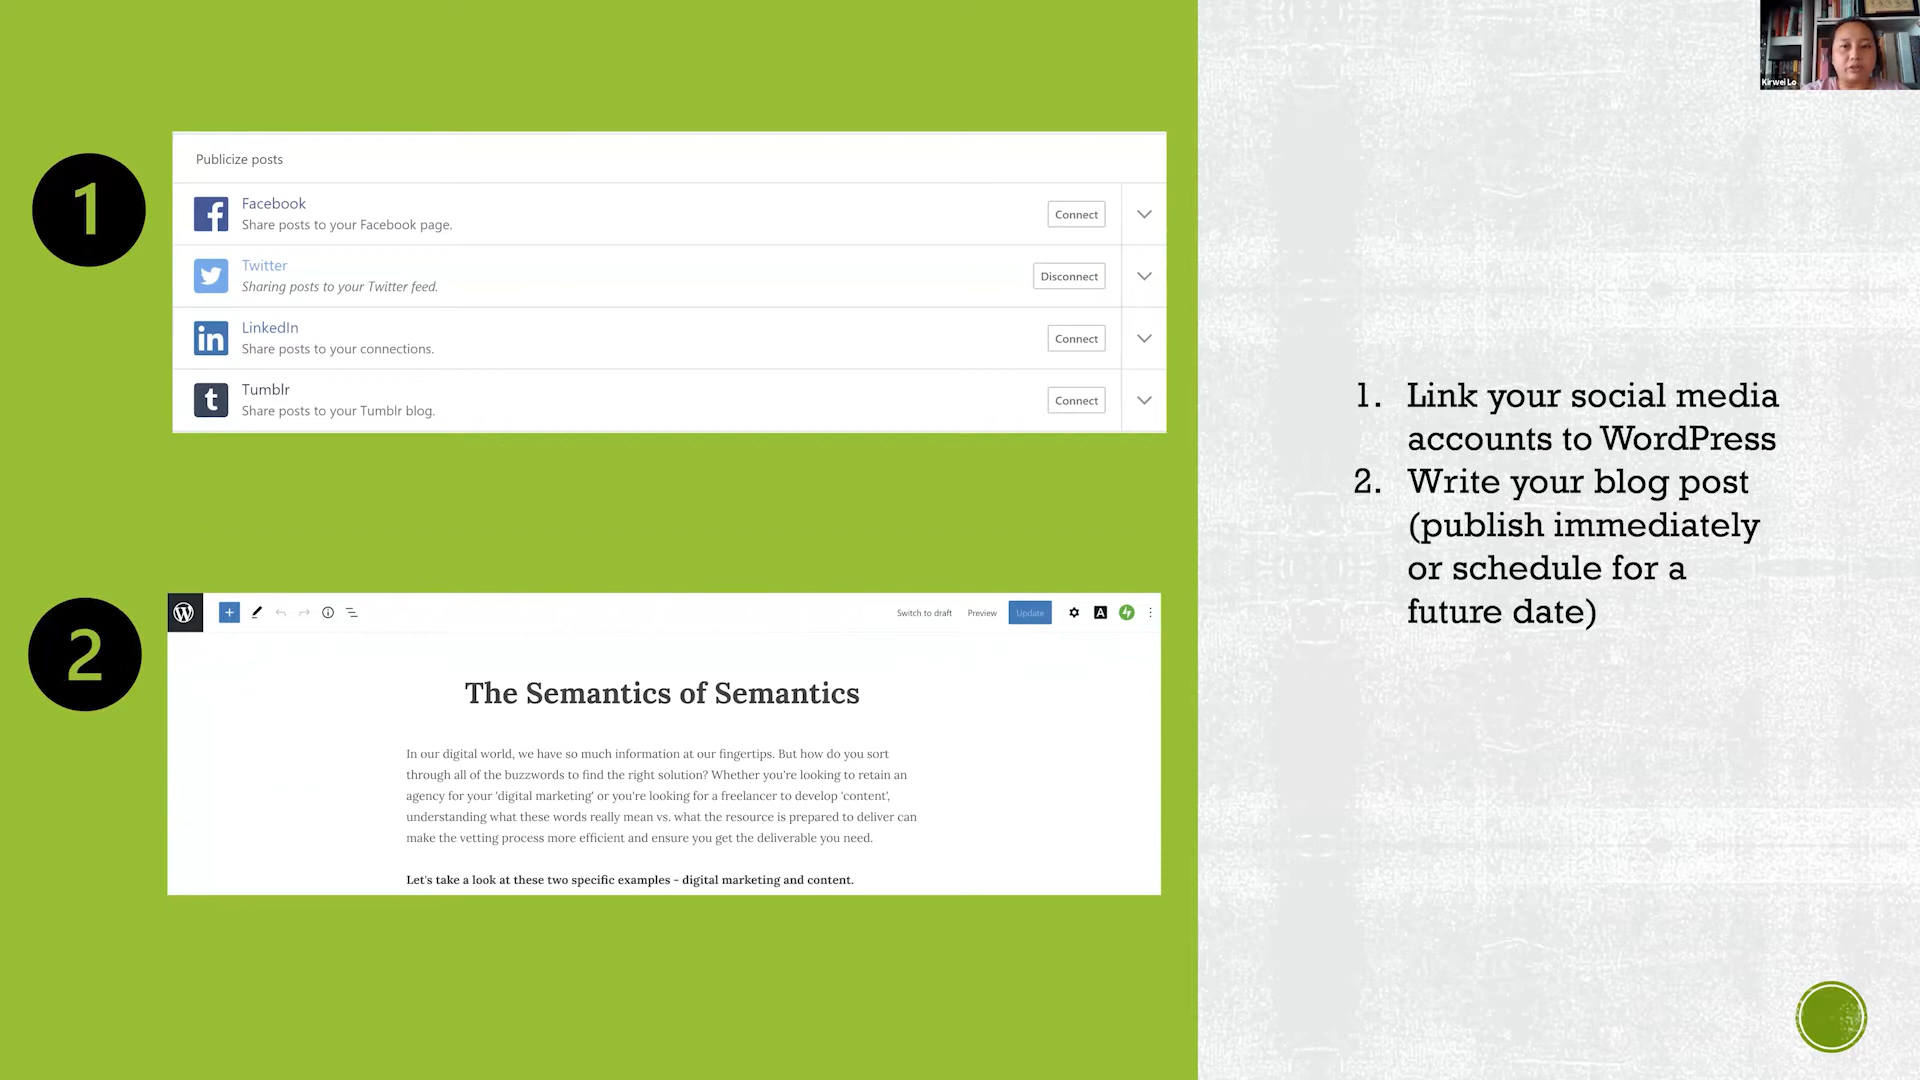 Kirwei Lo
1
Publicize posts
Facebook
Share posts to your Facebook page.
Connect
Twitter
Sharing posts to your Twitter feed.
Disconnect
LinkedIn
Share posts to your connections.
Connect
Tumblr
Share posts to your Tumblr blog.
Connect
2
Switch to draft Preview Update
The Semantics of Semantics
In our digital world, we have so much information at our fingertips. But how do you sort
through all of the buzzwords to find the right solution? Whether you're looking to retain an
agency for your 'digital marketing' or you're looking for a freelancer to develop 'content',
understanding what these words really mean vs. what the resource is prepared to deliver can
make the vetting process more efficient and ensure you get the deliverable you need.
Let's take a look at these two specific examples - digital marketing and content.
1. Link your social media
accounts to WordPress
2. Write your blog post
(publish immediately
or schedule for a
future date)